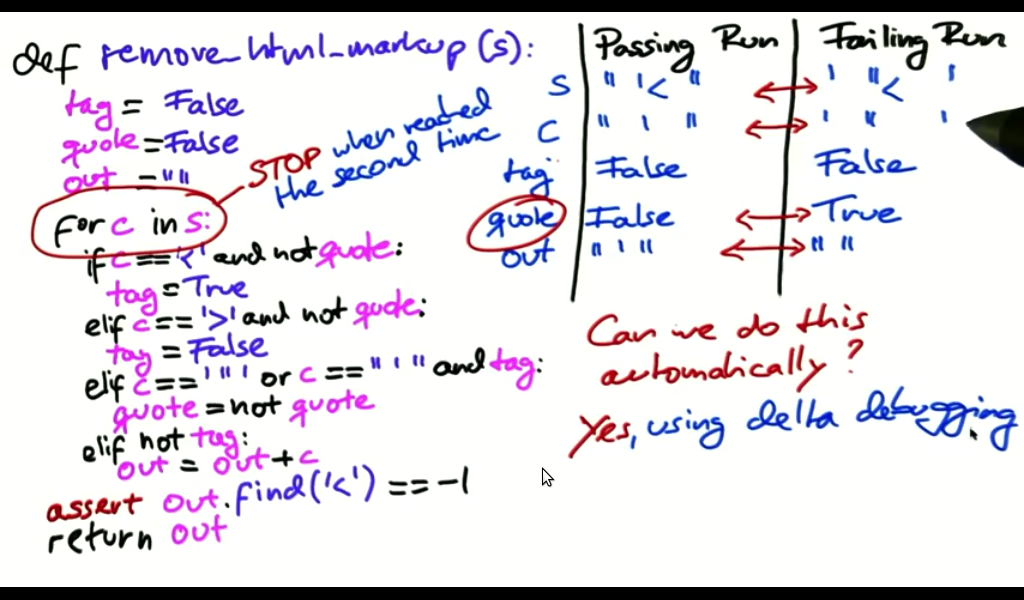 def remove_html_markup (s):
tag = False
quote = False
out = ""
for c in s:
if c == '<' and not quote:
tag = True
elif c == '>' and not quote:
tag = False
elif c == '"' or c == "'" and tag:
quote = not quote
elif not tag:
out = out + c
assert out.find('<') == -1
return out
STOP when reached
the second time
Passing Run Failing Run
s "'<" '"<'
c "'" '"'
tag False False
quote False True
out "'" ""
Can we do this
automatically?
Yes, using delta debugging